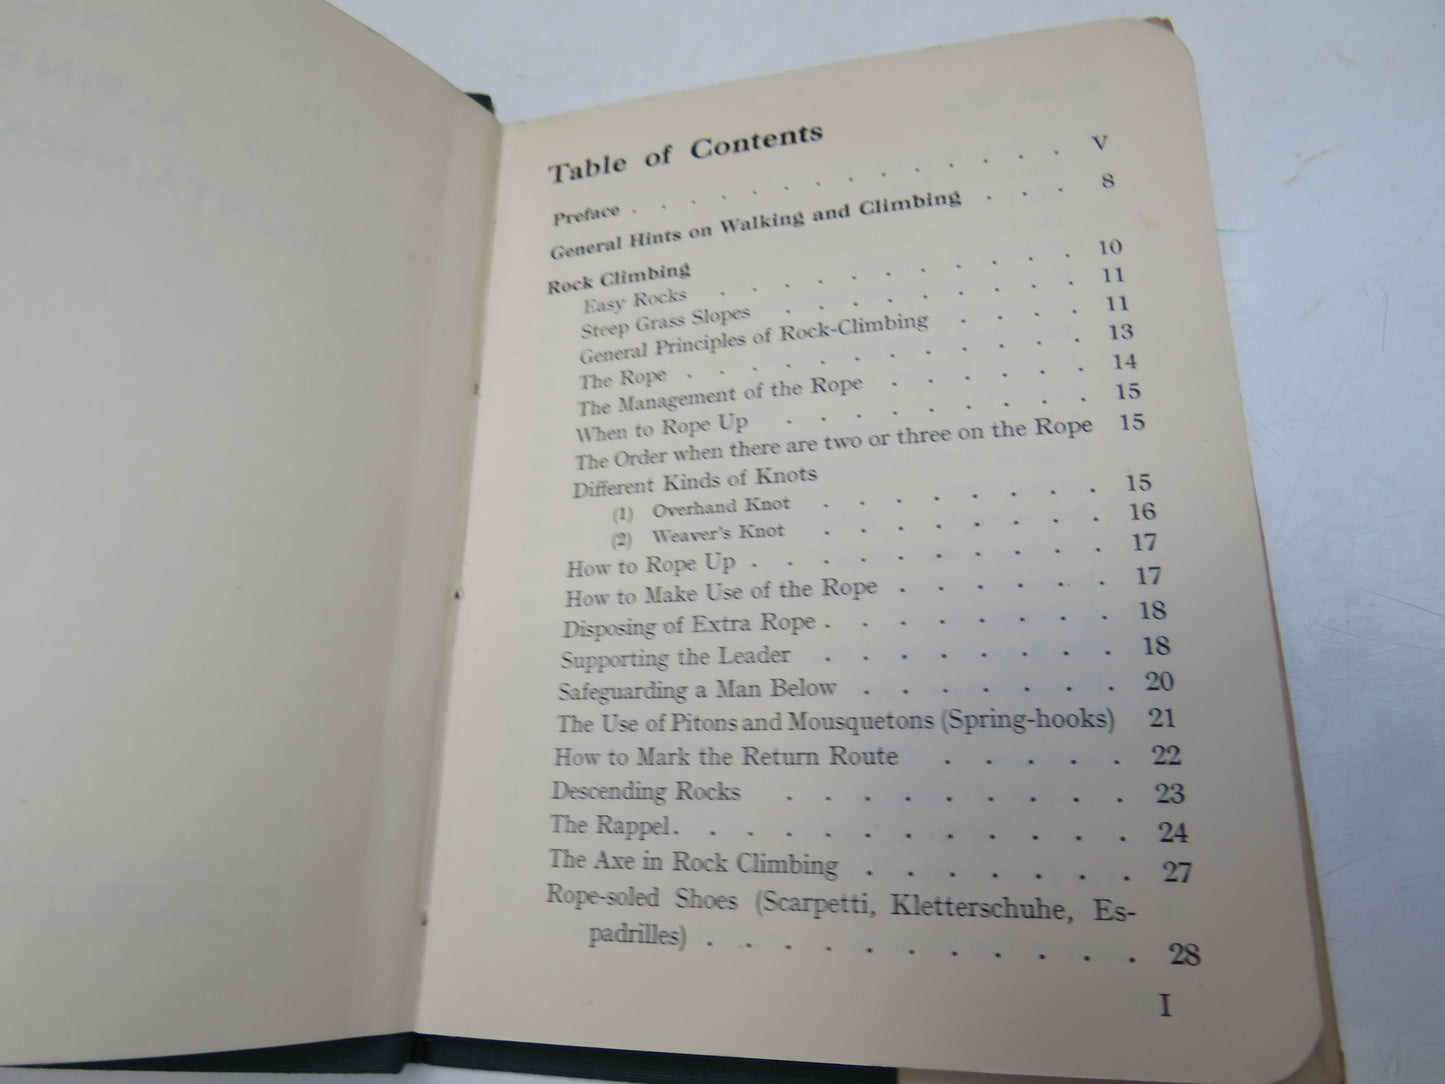 Table of Contents
Preface . . . . . . . . . . . . . . V
General Hints on Walking and Climbing . . . 8
Rock Climbing
Easy Rocks . . . . . . . . . . . . 10
Steep Grass Slopes . . . . . . . . . 11
General Principles of Rock-Climbing . . . . 11
The Rope . . . . . . . . . . . . 13
The Management of the Rope . . . . . . 14
When to Rope Up . . . . . . . . . 15
The Order when there are two or three on the Rope 15
Different Kinds of Knots
(1) Overhand Knot . . . . . . . . 15
(2) Weaver's Knot . . . . . . . . 16
How to Rope Up . . . . . . . . . . 17
How to Make Use of the Rope . . . . . . 17
Disposing of Extra Rope . . . . . . . . 18
Supporting the Leader . . . . . . . . 18
Safeguarding a Man Below . . . . . . . 20
The Use of Pitons and Mousquetons (Spring-hooks) 21
How to Mark the Return Route . . . . . 22
Descending Rocks . . . . . . . . . 23
The Rappel. . . . . . . . . . . . 24
The Axe in Rock Climbing . . . . . . . 27
Rope-soled Shoes (Scarpetti, Kletterschuhe, Es-
padrilles) . . . . . . . . . . . . 28
I